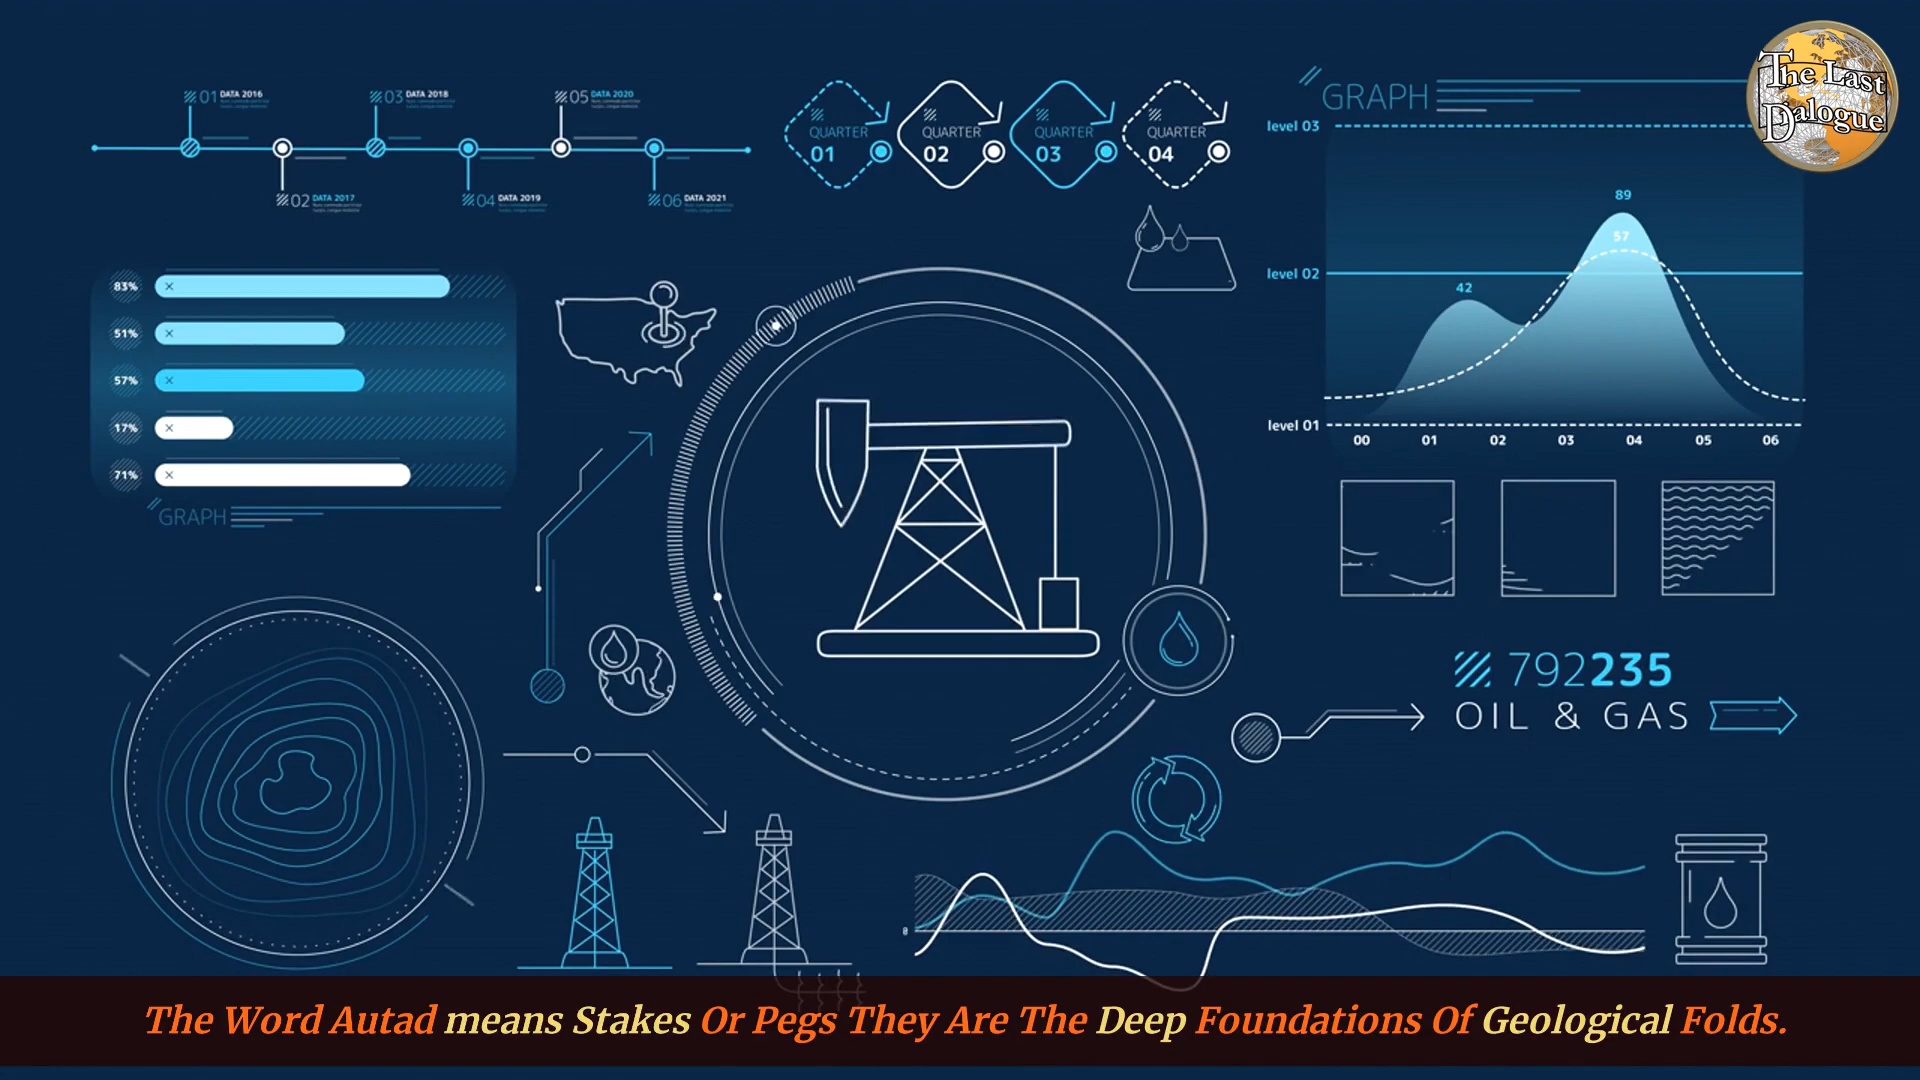 01 DATA 2016
03 DATA 2018
05 DATA 2020
02 DATA 2017
04 DATA 2019
06 DATA 2021
QUARTER
01
QUARTER
02
QUARTER
03
QUARTER
04
GRAPH
The Last
Dialogue
level 03
89
57
level 02
42
level 01
00 01 02 03 04 05 06
83%
51%
57%
17%
71%
GRAPH
792235
OIL & GAS
0
The Word Autad means Stakes Or Pegs They Are The Deep Foundations Of Geological Folds.